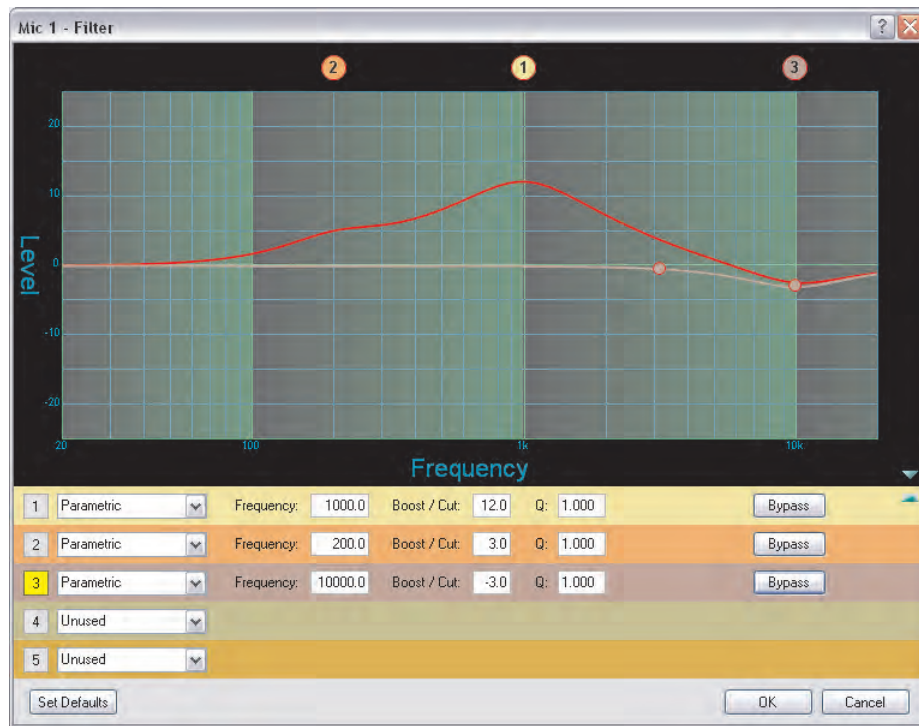 Mic 1 - Filter
?
2 1 3
20
10
0
-10
-20
Level
20 100 1k 10k
Frequency
1 Parametric Frequency: 1000.0 Boost / Cut: 12.0 Q: 1.000 Bypass
2 Parametric Frequency: 200.0 Boost / Cut: 3.0 Q: 1.000
3 Parametric Frequency: 10000.0 Boost / Cut: -3.0 Q: 1.000 Bypass
4 Unused
5 Unused
Set Defaults OK Cancel